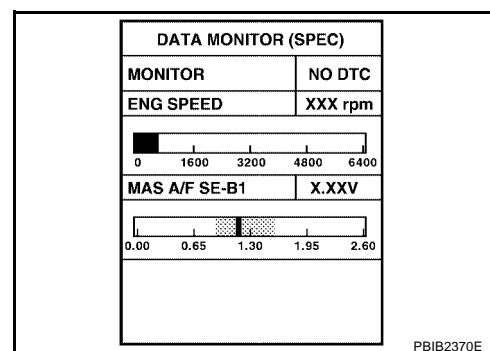 DATA MONITOR (SPEC)
MONITOR NO DTC
ENG SPEED XXX rpm
0 1600 3200 4800 6400
MAS A/F SE-B1 X.XXV
0.00 0.65 1.30 1.95 2.60
PBIB2370E